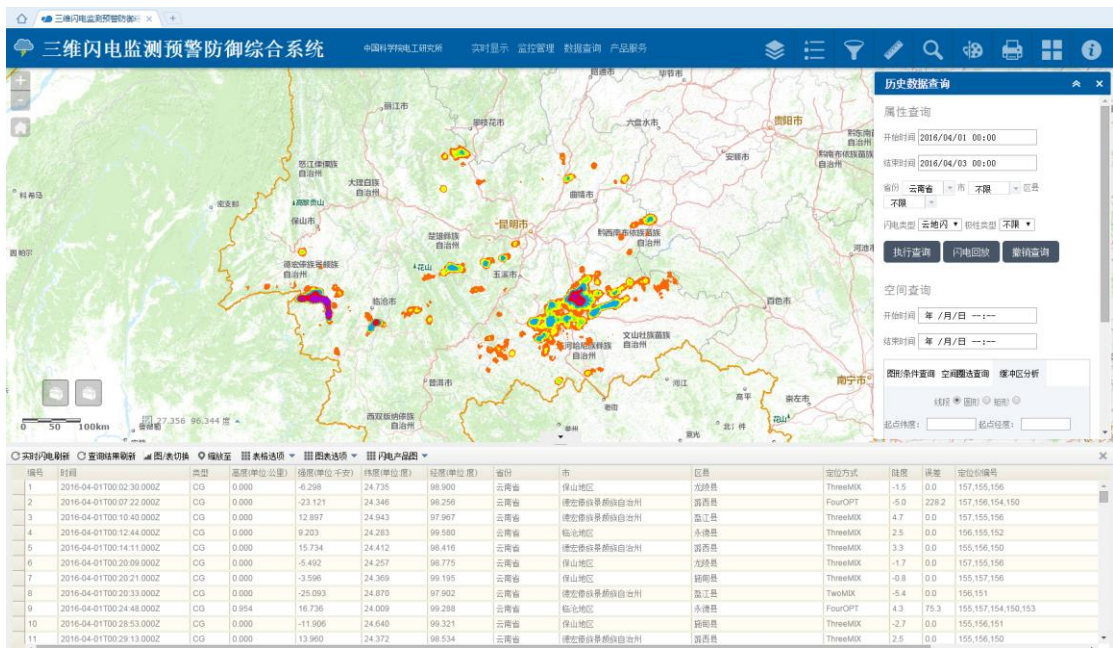 三维闪电监测预警防御综
三维闪电监测预警防御综合系统 中国科学院电工研究所 实时显示 监控管理 数据查询 产品服务
昭通市 毕节市
丽江市
攀枝花市 六盘水市 贵阳市
安顺市
怒江傈僳族
自治州
大理白族
自治州
科希马
密支那
高黎贡山
曲靖市
保山市
昆明市
楚雄彝族
自治州
黔西南布依族苗族
自治州
德宏傣族景颇族
自治州
花山
玉溪市
临沧市
百色市
文山壮族苗族
自治州
普洱市
河江
高平
崇左市
南宁市
老街
西双版纳傣族
自治州
宣光
花山
0 50 100km
27.356 96.344 度
历史数据查询
属性查询
开始时间 2016/04/01 00:00
结束时间 2016/04/03 00:00
省份 云南省 市 不限 区县
不限
闪电类型 云地闪 极性类型 不限
执行查询 闪电回放 撤销查询
空间查询
开始时间 年 /月/日 --:--
结束时间 年 /月/日 --:--
图形条件查询 空间圈选查询 缓冲区分析
线段 圆形 矩形
起点纬度: 起点经度:
实时闪电刷新 查询结果刷新 图/表切换 缩放至 表格选项 图表选项 闪电产品图
编号 时间 类型 高度(单位:公里) 强度(单位:千安) 纬度(单位:度) 经度(单位:度) 省份 市 区县 定位方式 陡度 误差 定位仪编号
1 2016-04-01T00:02:30.000Z CG 0.000 -6.298 24.735 98.900 云南省 保山地区 龙陵县 ThreeMIX -1.5 0.0 157,155,156
2 2016-04-01T00:07:22.000Z CG 0.000 -23.121 24.346 98.256 云南省 德宏傣族景颇族自治州 潞西县 FourOPT -5.0 228.2 157,156,154,150
3 2016-04-01T00:10:40.000Z CG 0.000 12.897 24.943 97.967 云南省 德宏傣族景颇族自治州 盈江县 ThreeMIX 4.7 0.0 157,155,156
4 2016-04-01T00:12:44.000Z CG 0.000 9.203 24.283 99.580 云南省 临沧地区 永德县 ThreeMIX 2.5 0.0 156,155,152
5 2016-04-01T00:14:11.000Z CG 0.000 15.734 24.412 98.416 云南省 德宏傣族景颇族自治州 潞西县 ThreeMIX 3.3 0.0 155,156,150
6 2016-04-01T00:20:09.000Z CG 0.000 -5.492 24.257 98.775 云南省 保山地区 龙陵县 ThreeMIX -1.7 0.0 156,155,157
7 2016-04-01T00:20:21.000Z CG 0.000 -3.596 24.369 99.195 云南省 保山地区 施甸县 ThreeMIX -0.8 0.0 155,157,156
8 2016-04-01T00:20:33.000Z CG 0.000 -25.093 24.870 97.902 云南省 德宏傣族景颇族自治州 盈江县 TwoMIX -5.4 0.0 156,151
9 2016-04-01T00:24:48.000Z CG 0.954 16.736 24.009 99.288 云南省 临沧地区 永德县 FourOPT 4.3 75.3 155,157,154,150,153
10 2016-04-01T00:28:53.000Z CG 0.000 -11.906 24.640 99.321 云南省 保山地区 施甸县 ThreeMIX -2.7 0.0 155,156,151
11 2016-04-01T00:29:13.000Z CG 0.000 13.960 24.372 98.534 云南省 德宏傣族景颇族自治州 潞西县 ThreeMIX 2.5 0.0 155,156,150